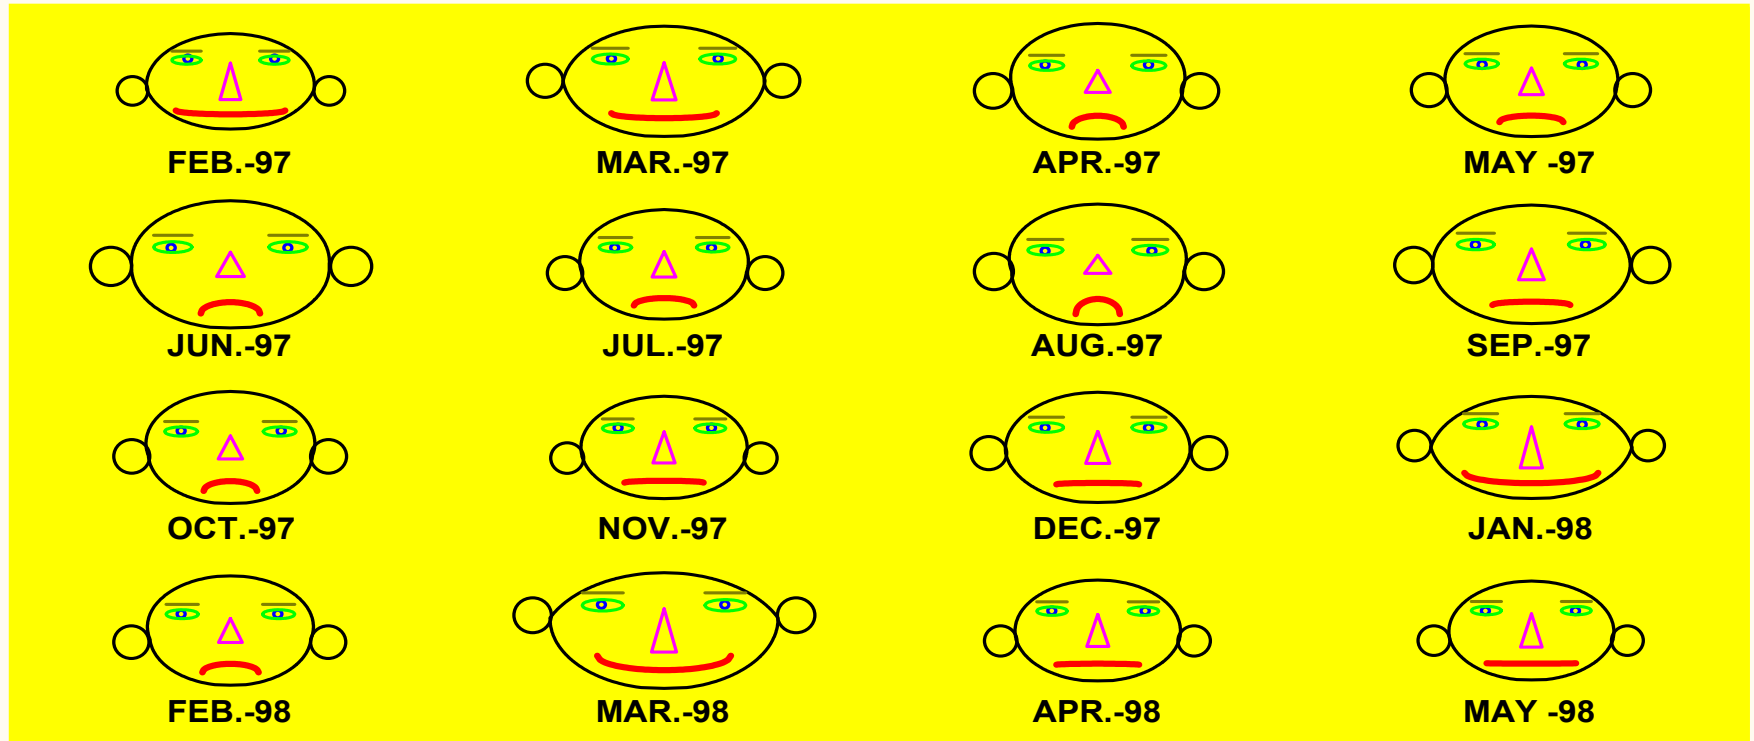 FEB.-97 MAR.-97 APR.-97 MAY -97
JUN.-97 JUL.-97 AUG.-97 SEP.-97
OCT.-97 NOV.-97 DEC.-97 JAN.-98
FEB.-98 MAR.-98 APR.-98 MAY -98